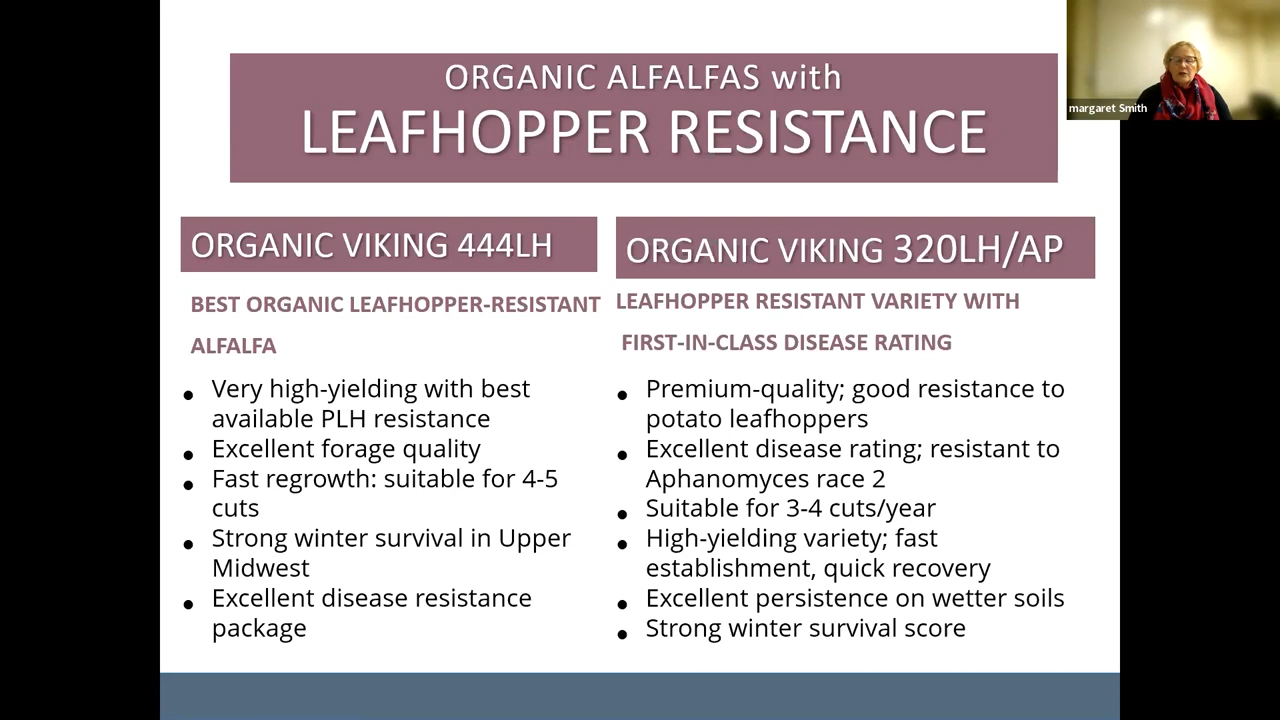 ORGANIC ALFALFAS with
LEAFHOPPER RESISTANCE
margaret Smith
ORGANIC VIKING 444LH
BEST ORGANIC LEAFHOPPER-RESISTANT
ALFALFA
• Very high-yielding with best
available PLH resistance
• Excellent forage quality
• Fast regrowth: suitable for 4-5
cuts
• Strong winter survival in Upper
Midwest
• Excellent disease resistance
package
ORGANIC VIKING 320LH/AP
LEAFHOPPER RESISTANT VARIETY WITH
FIRST-IN-CLASS DISEASE RATING
• Premium-quality; good resistance to
potato leafhoppers
• Excellent disease rating; resistant to
Aphanomyces race 2
• Suitable for 3-4 cuts/year
• High-yielding variety; fast
establishment, quick recovery
• Excellent persistence on wetter soils
• Strong winter survival score